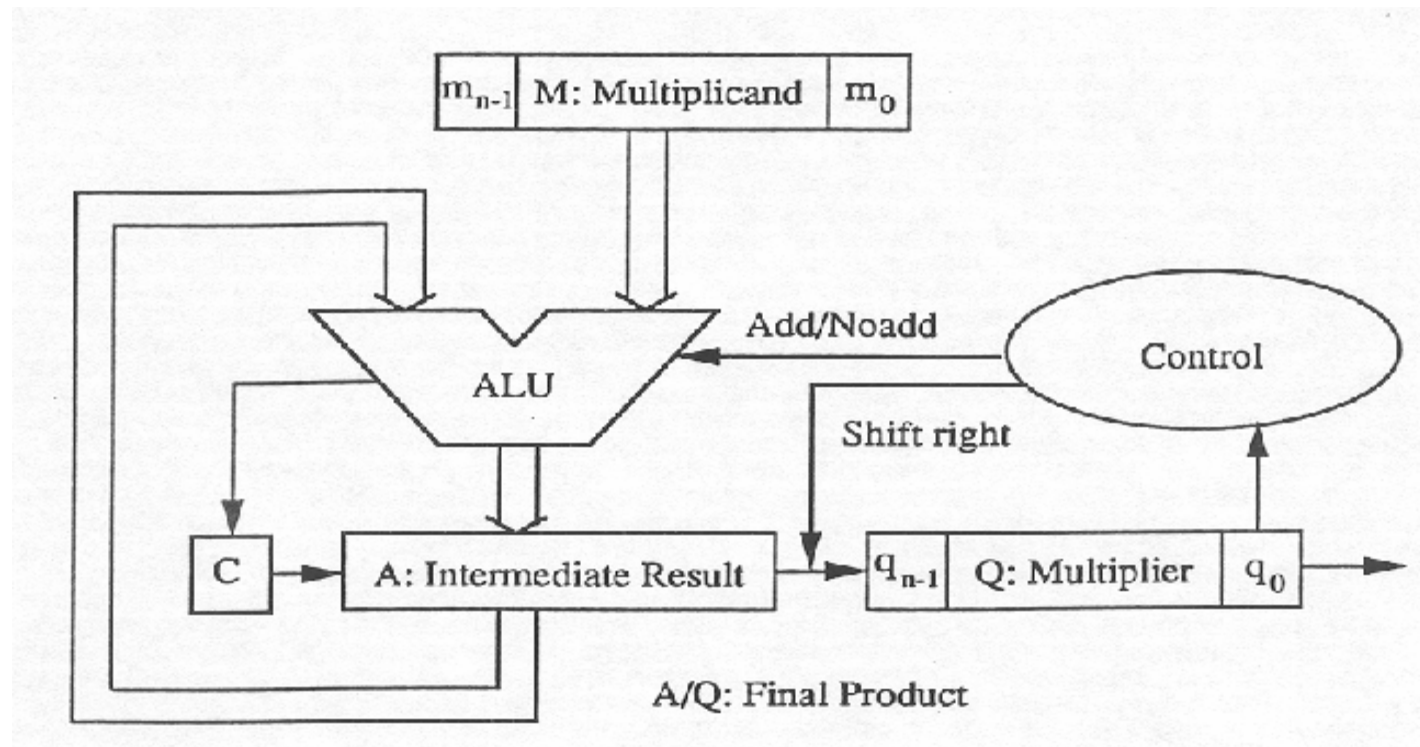 m_{n-1} M: Multiplicand m_0
Add/Noadd
Control
ALU
Shift right
C
A: Intermediate Result
q_{n-1} Q: Multiplier q_0
A/Q: Final Product